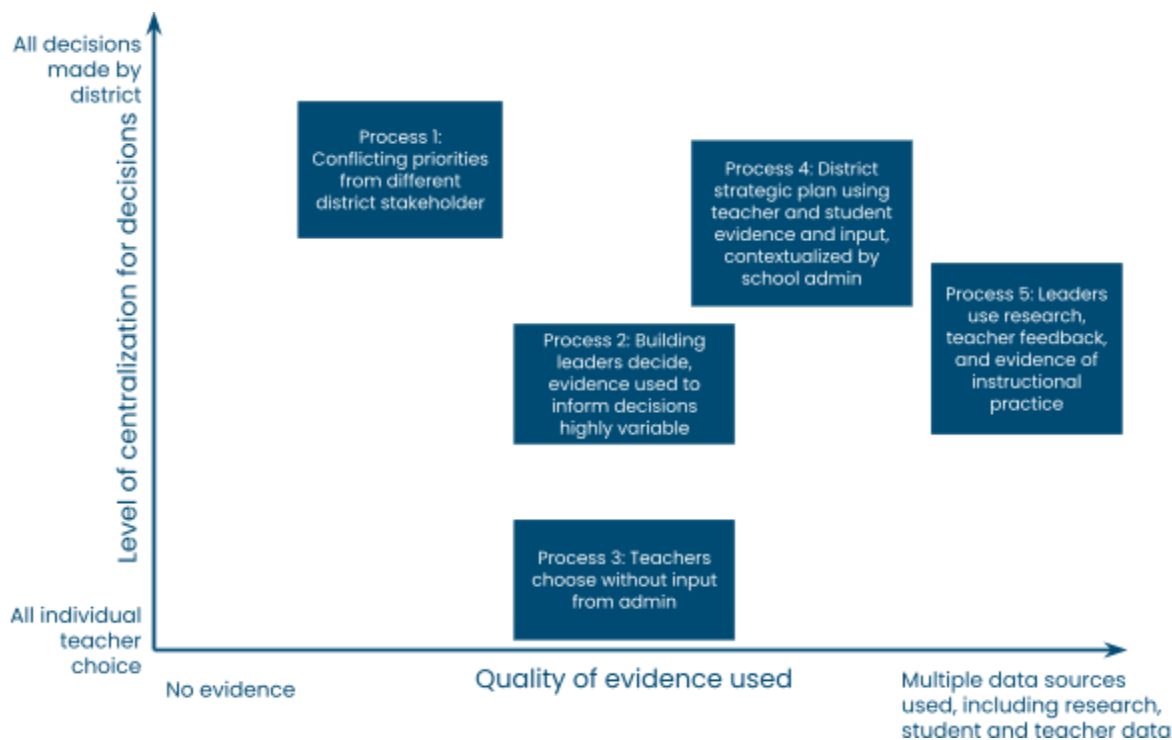 All decisions
made by
district
Level of centralization for decisions
Process 1:
Conflicting priorities
from different
district stakeholder
Process 4: District
strategic plan using
teacher and student
evidence and input,
contextualized by
school admin
Process 5: Leaders
use research,
teacher feedback,
and evidence of
instructional
practice
Process 2: Building
leaders decide,
evidence used to
inform decisions
highly variable
Process 3: Teachers
choose without input
from admin
All individual
teacher
choice
No evidence
Quality of evidence used
Multiple data sources
used, including research,
student and teacher data